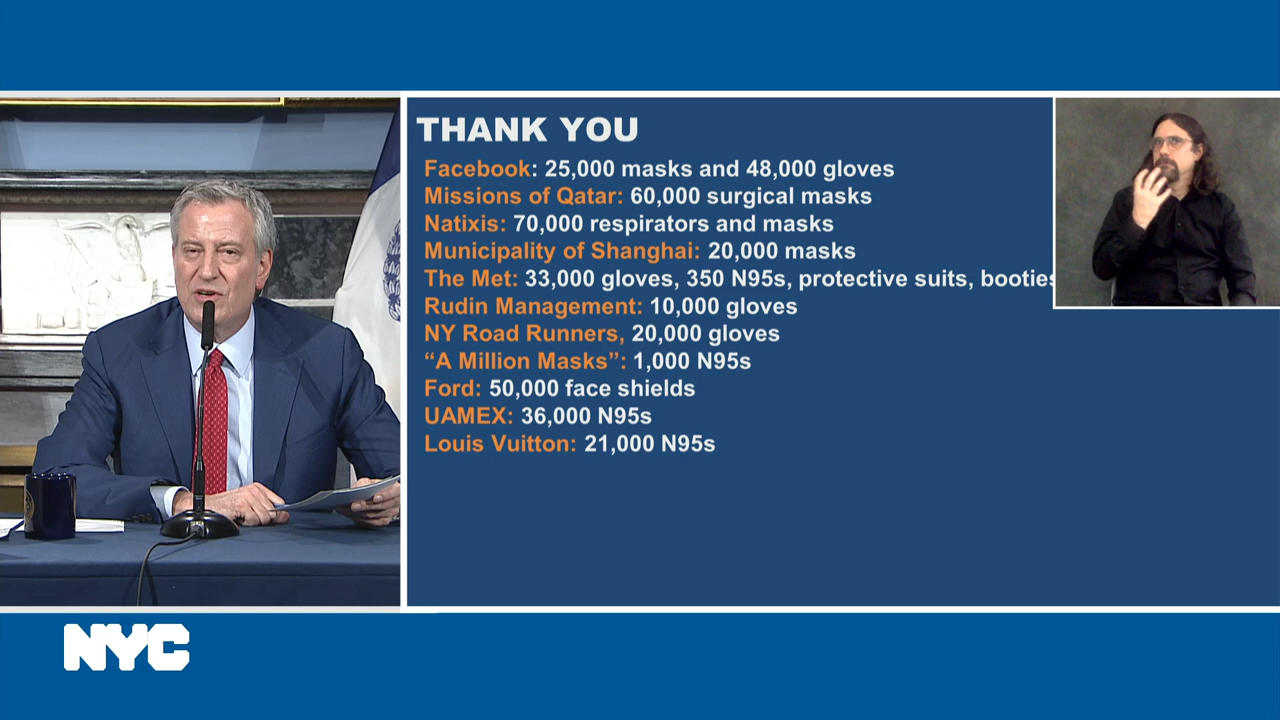 THANK YOU
Facebook: 25,000 masks and 48,000 gloves
Missions of Qatar: 60,000 surgical masks
Natixis: 70,000 respirators and masks
Municipality of Shanghai: 20,000 masks
The Met: 33,000 gloves, 350 N95s, protective suits, booties
Rudin Management: 10,000 gloves
NY Road Runners, 20,000 gloves
“A Million Masks”: 1,000 N95s
Ford: 50,000 face shields
UAMEX: 36,000 N95s
Louis Vuitton: 21,000 N95s
NYC